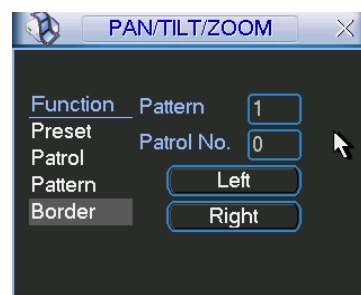 PAN/TILT/ZOOM
Function Pattern 1
Preset
Patrol No. 0
Patrol
Pattern Left
Border Right